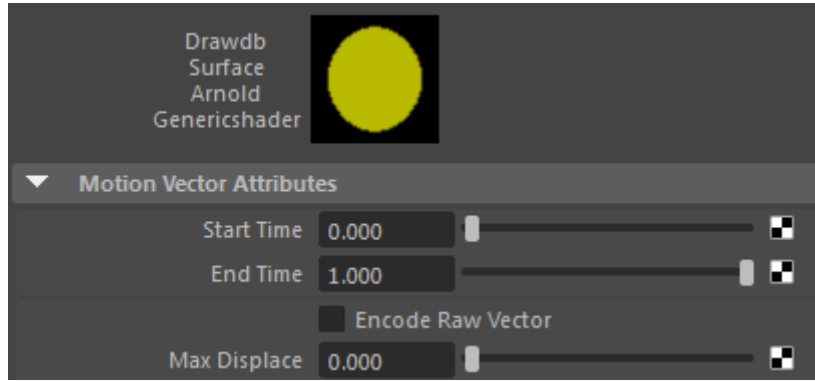 Drawdb
Surface
Arnold
Genericshader
Motion Vector Attributes
Start Time 0.000
End Time 1.000
Encode Raw Vector
Max Displace 0.000